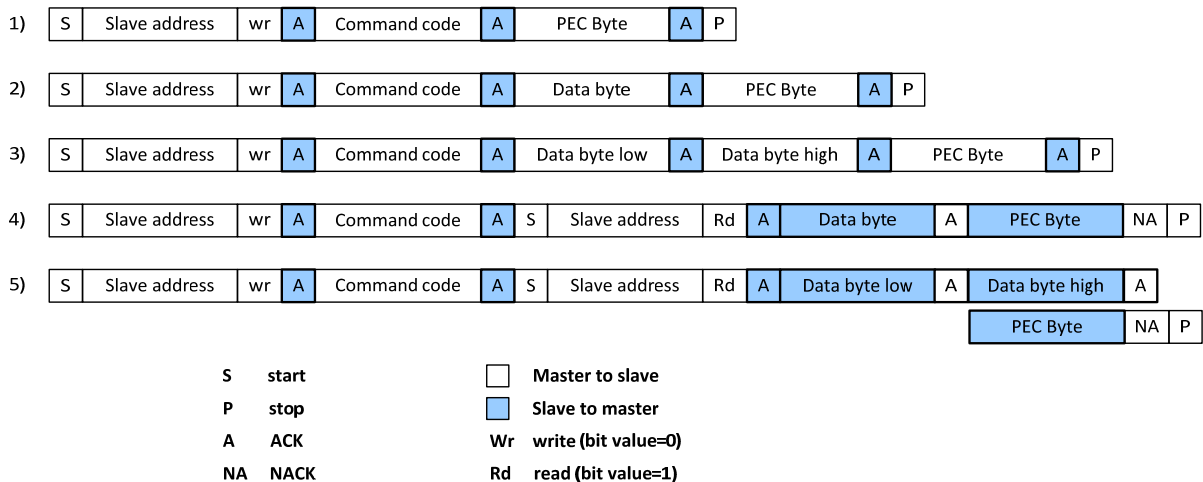 1) S Slave address wr A Command code A PEC Byte A P
2) S Slave address wr A Command code A Data byte A PEC Byte A P
3) S Slave address wr A Command code A Data byte low A Data byte high A PEC Byte A P
4) S Slave address wr A Command code A S Slave address Rd A Data byte A PEC Byte NA P
5) S Slave address wr A Command code A S Slave address Rd A Data byte low A Data byte high A
PEC Byte NA P
S start Master to slave
P stop Slave to master
A ACK Wr write (bit value=0)
NA NACK Rd read (bit value=1)